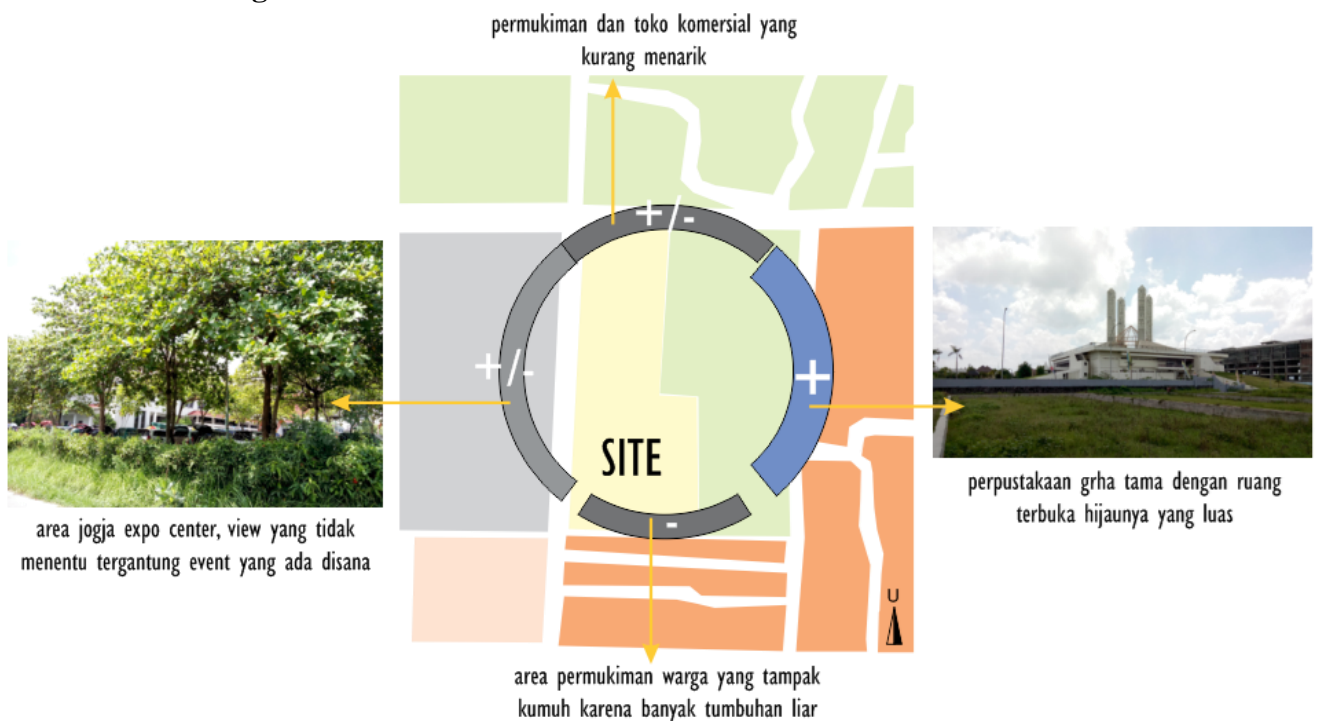 permukiman dan toko komersial yang
kurang menarik
+/-
+/-
+
SITE
-
area jogja expo center, view yang tidak
menentu tergantung event yang ada disana
perpustakaan grha tama dengan ruang
terbuka hijaunya yang luas
U
area permukiman warga yang tampak
kumuh karena banyak tumbuhan liar